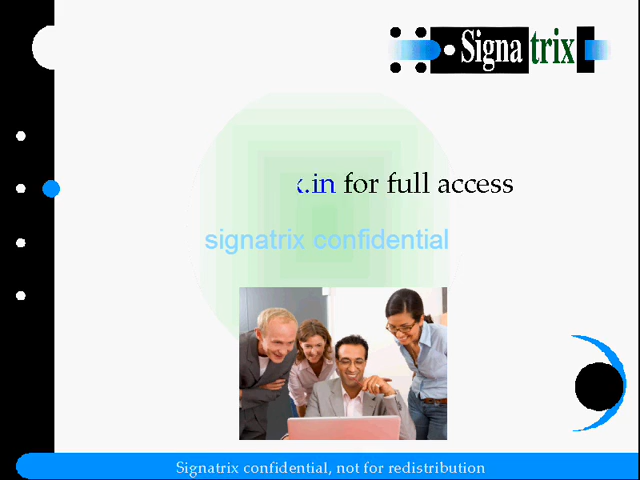 Signatrix
.in for full access
signatrix confidential
Signatrix confidential, not for redistribution